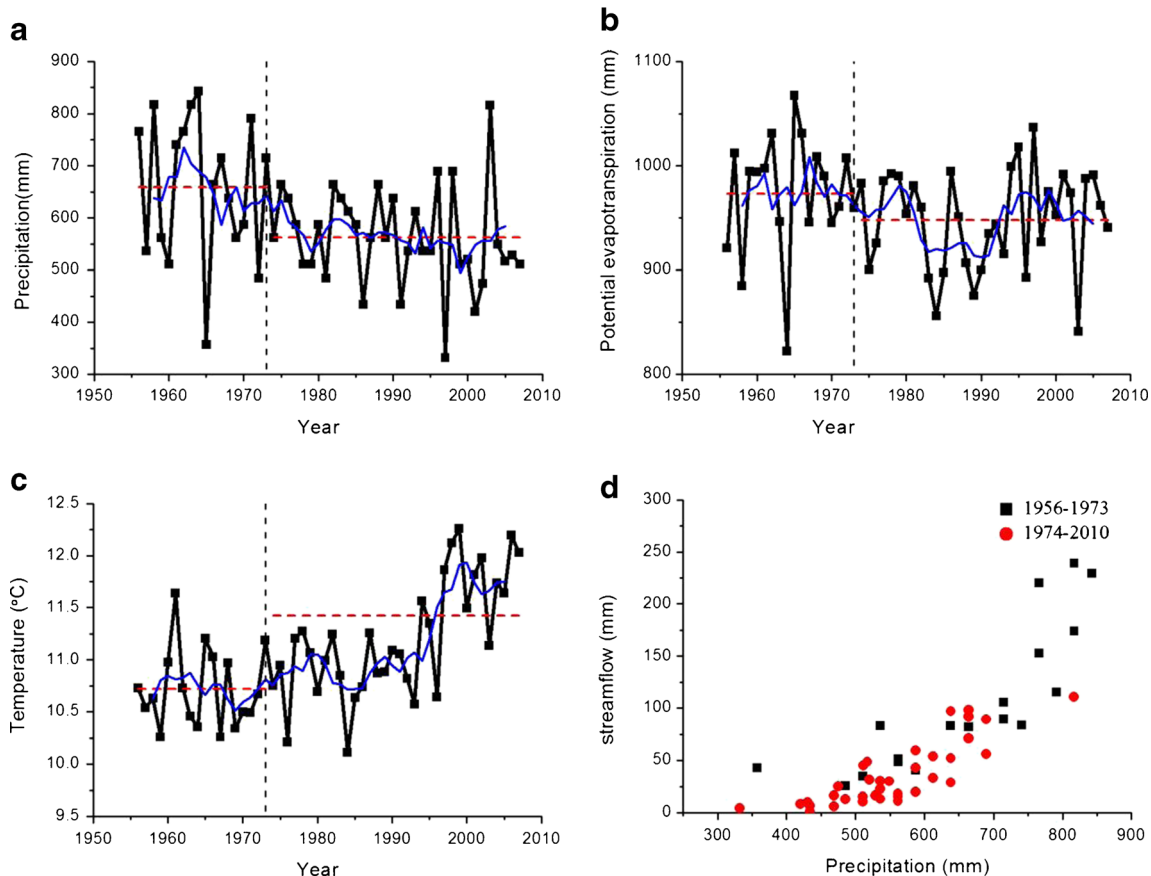 a
900
800
700
600
500
400
300
Precipitation(mm)
1950 1960 1970 1980 1990 2000 2010
Year
b
1100
1000
900
800
Potential evapotranspiration (mm)
1950 1960 1970 1980 1990 2000 2010
Year
c
12.5
12.0
11.5
11.0
10.5
10.0
9.5
Temperature (°C)
1950 1960 1970 1980 1990 2000 2010
Year
d
300
250
200
150
100
50
0
streamflow (mm)
1956-1973
1974-2010
300 400 500 600 700 800 900
Precipitation (mm)